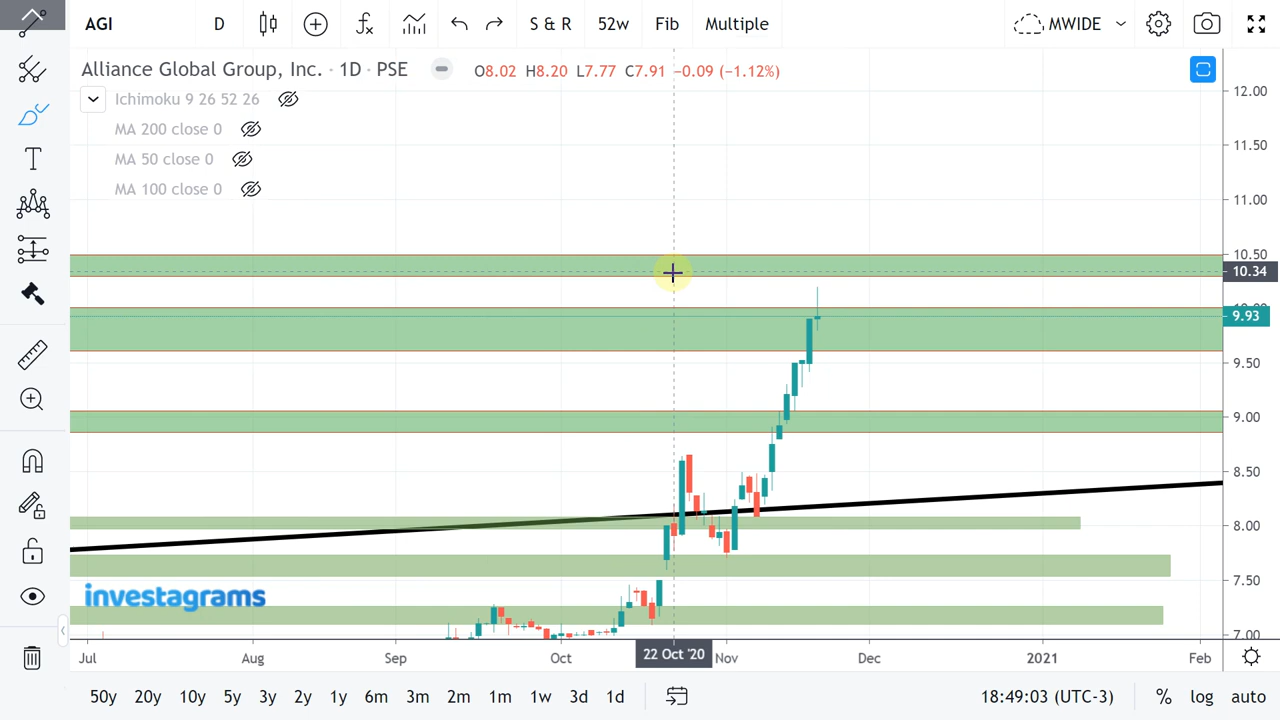 AGI D S & R 52w Fib Multiple MWIDE
Alliance Global Group, Inc. · 1D · PSE O8.02 H8.20 L7.77 C7.91 −0.09 (−1.12%)
Ichimoku 9 26 52 26
MA 200 close 0
MA 50 close 0
MA 100 close 0
12.00
11.50
11.00
10.50
10.34
9.93
9.50
9.00
8.50
8.00
7.50
7.00
investagrams
Jul Aug Sep Oct 22 Oct '20 Nov Dec 2021 Feb
50y 20y 10y 5y 3y 2y 1y 6m 3m 2m 1m 1w 3d 1d 18:49:03 (UTC-3) % log auto